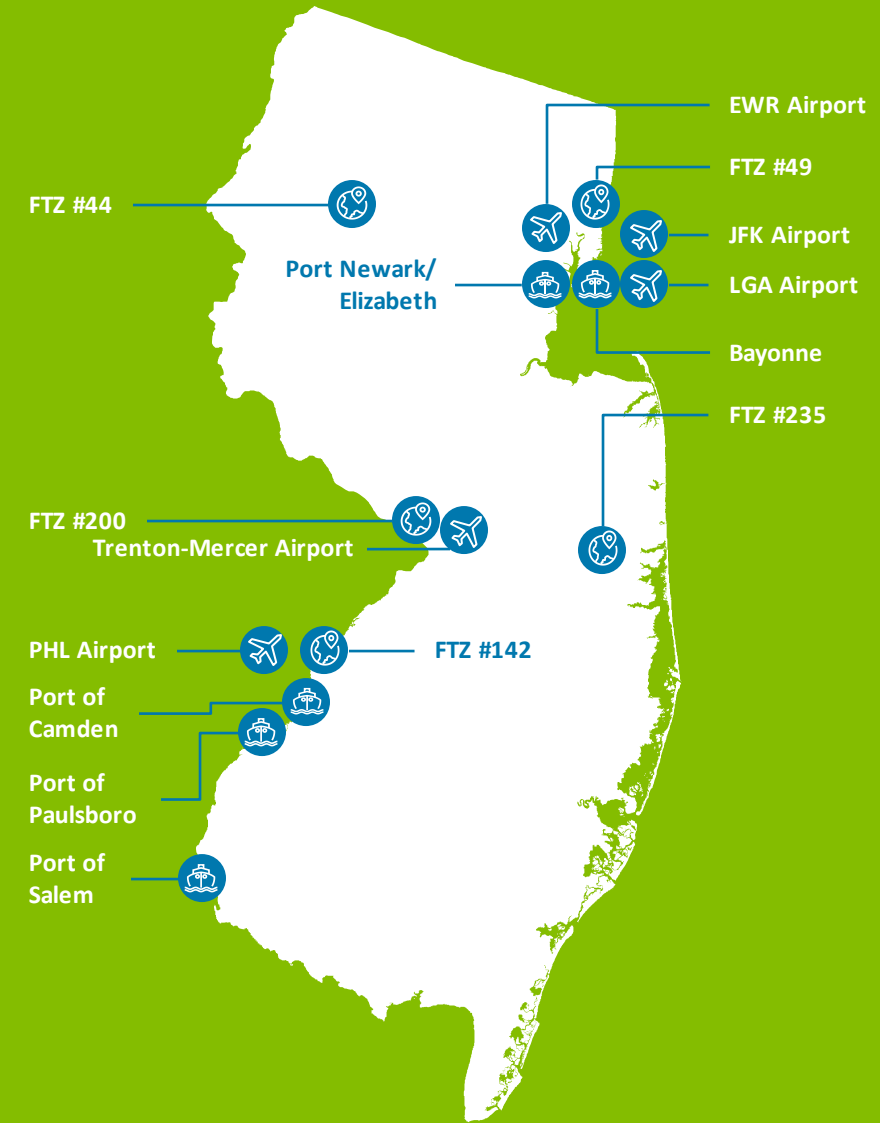 EWR Airport
FTZ #49
FTZ #44
JFK Airport
Port Newark/
Elizabeth
LGA Airport
Bayonne
FTZ #235
FTZ #200
Trenton-Mercer Airport
PHL Airport
FTZ #142
Port of
Camden
Port of
Paulsboro
Port of
Salem